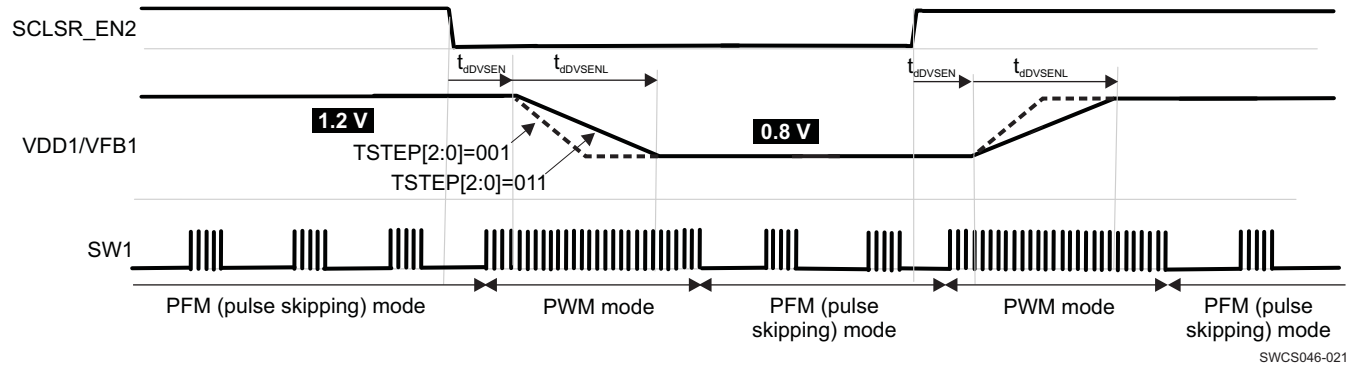 SCLSR_EN2
tdDVSEN
tdDVSENL
tdDVSEN
tdDVSENL
1.2 V
0.8 V
VDD1/VFB1
TSTEP[2:0]=001
TSTEP[2:0]=011
SW1
PFM (pulse skipping) mode
PWM mode
PFM (pulse
skipping) mode
PWM mode
PFM (pulse
skipping) mode
SWCS046-021